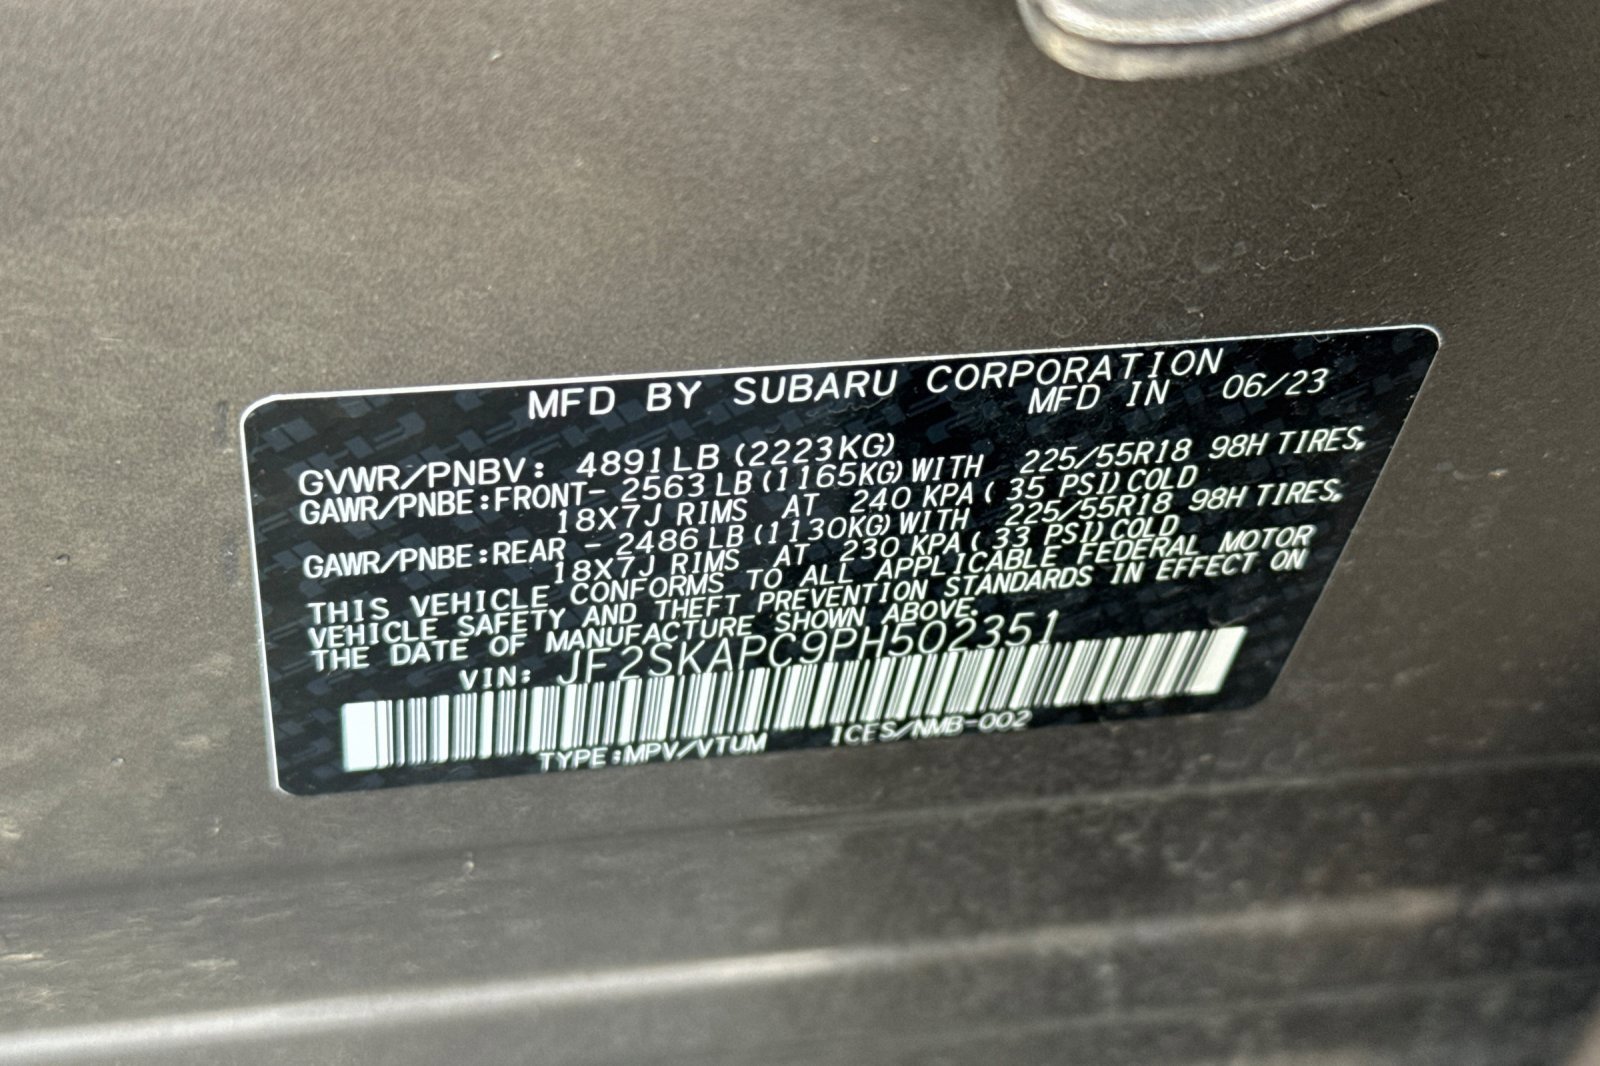 MFD BY SUBARU CORPORATION
MFD IN 06/23
GVWR/PNBV: 4891LB (2223KG)
GAWR/PNBE:FRONT- 2563LB(1165KG)WITH 225/55R18 98H TIRES,
18X7J RIMS AT 240 KPA( 35 PSI)COLD
GAWR/PNBE:REAR - 2486LB(1130KG)WITH 225/55R18 98H TIRES,
18X7J RIMS AT 230 KPA( 33 PSI)COLD
THIS VEHICLE CONFORMS TO ALL APPLICABLE FEDERAL MOTOR
VEHICLE SAFETY AND THEFT PREVENTION STANDARDS IN EFFECT ON
THE DATE OF MANUFACTURE SHOWN ABOVE.
VIN: JF2SKAPC9PH502351
TYPE:MPV/VTUM ICES/NMB-002